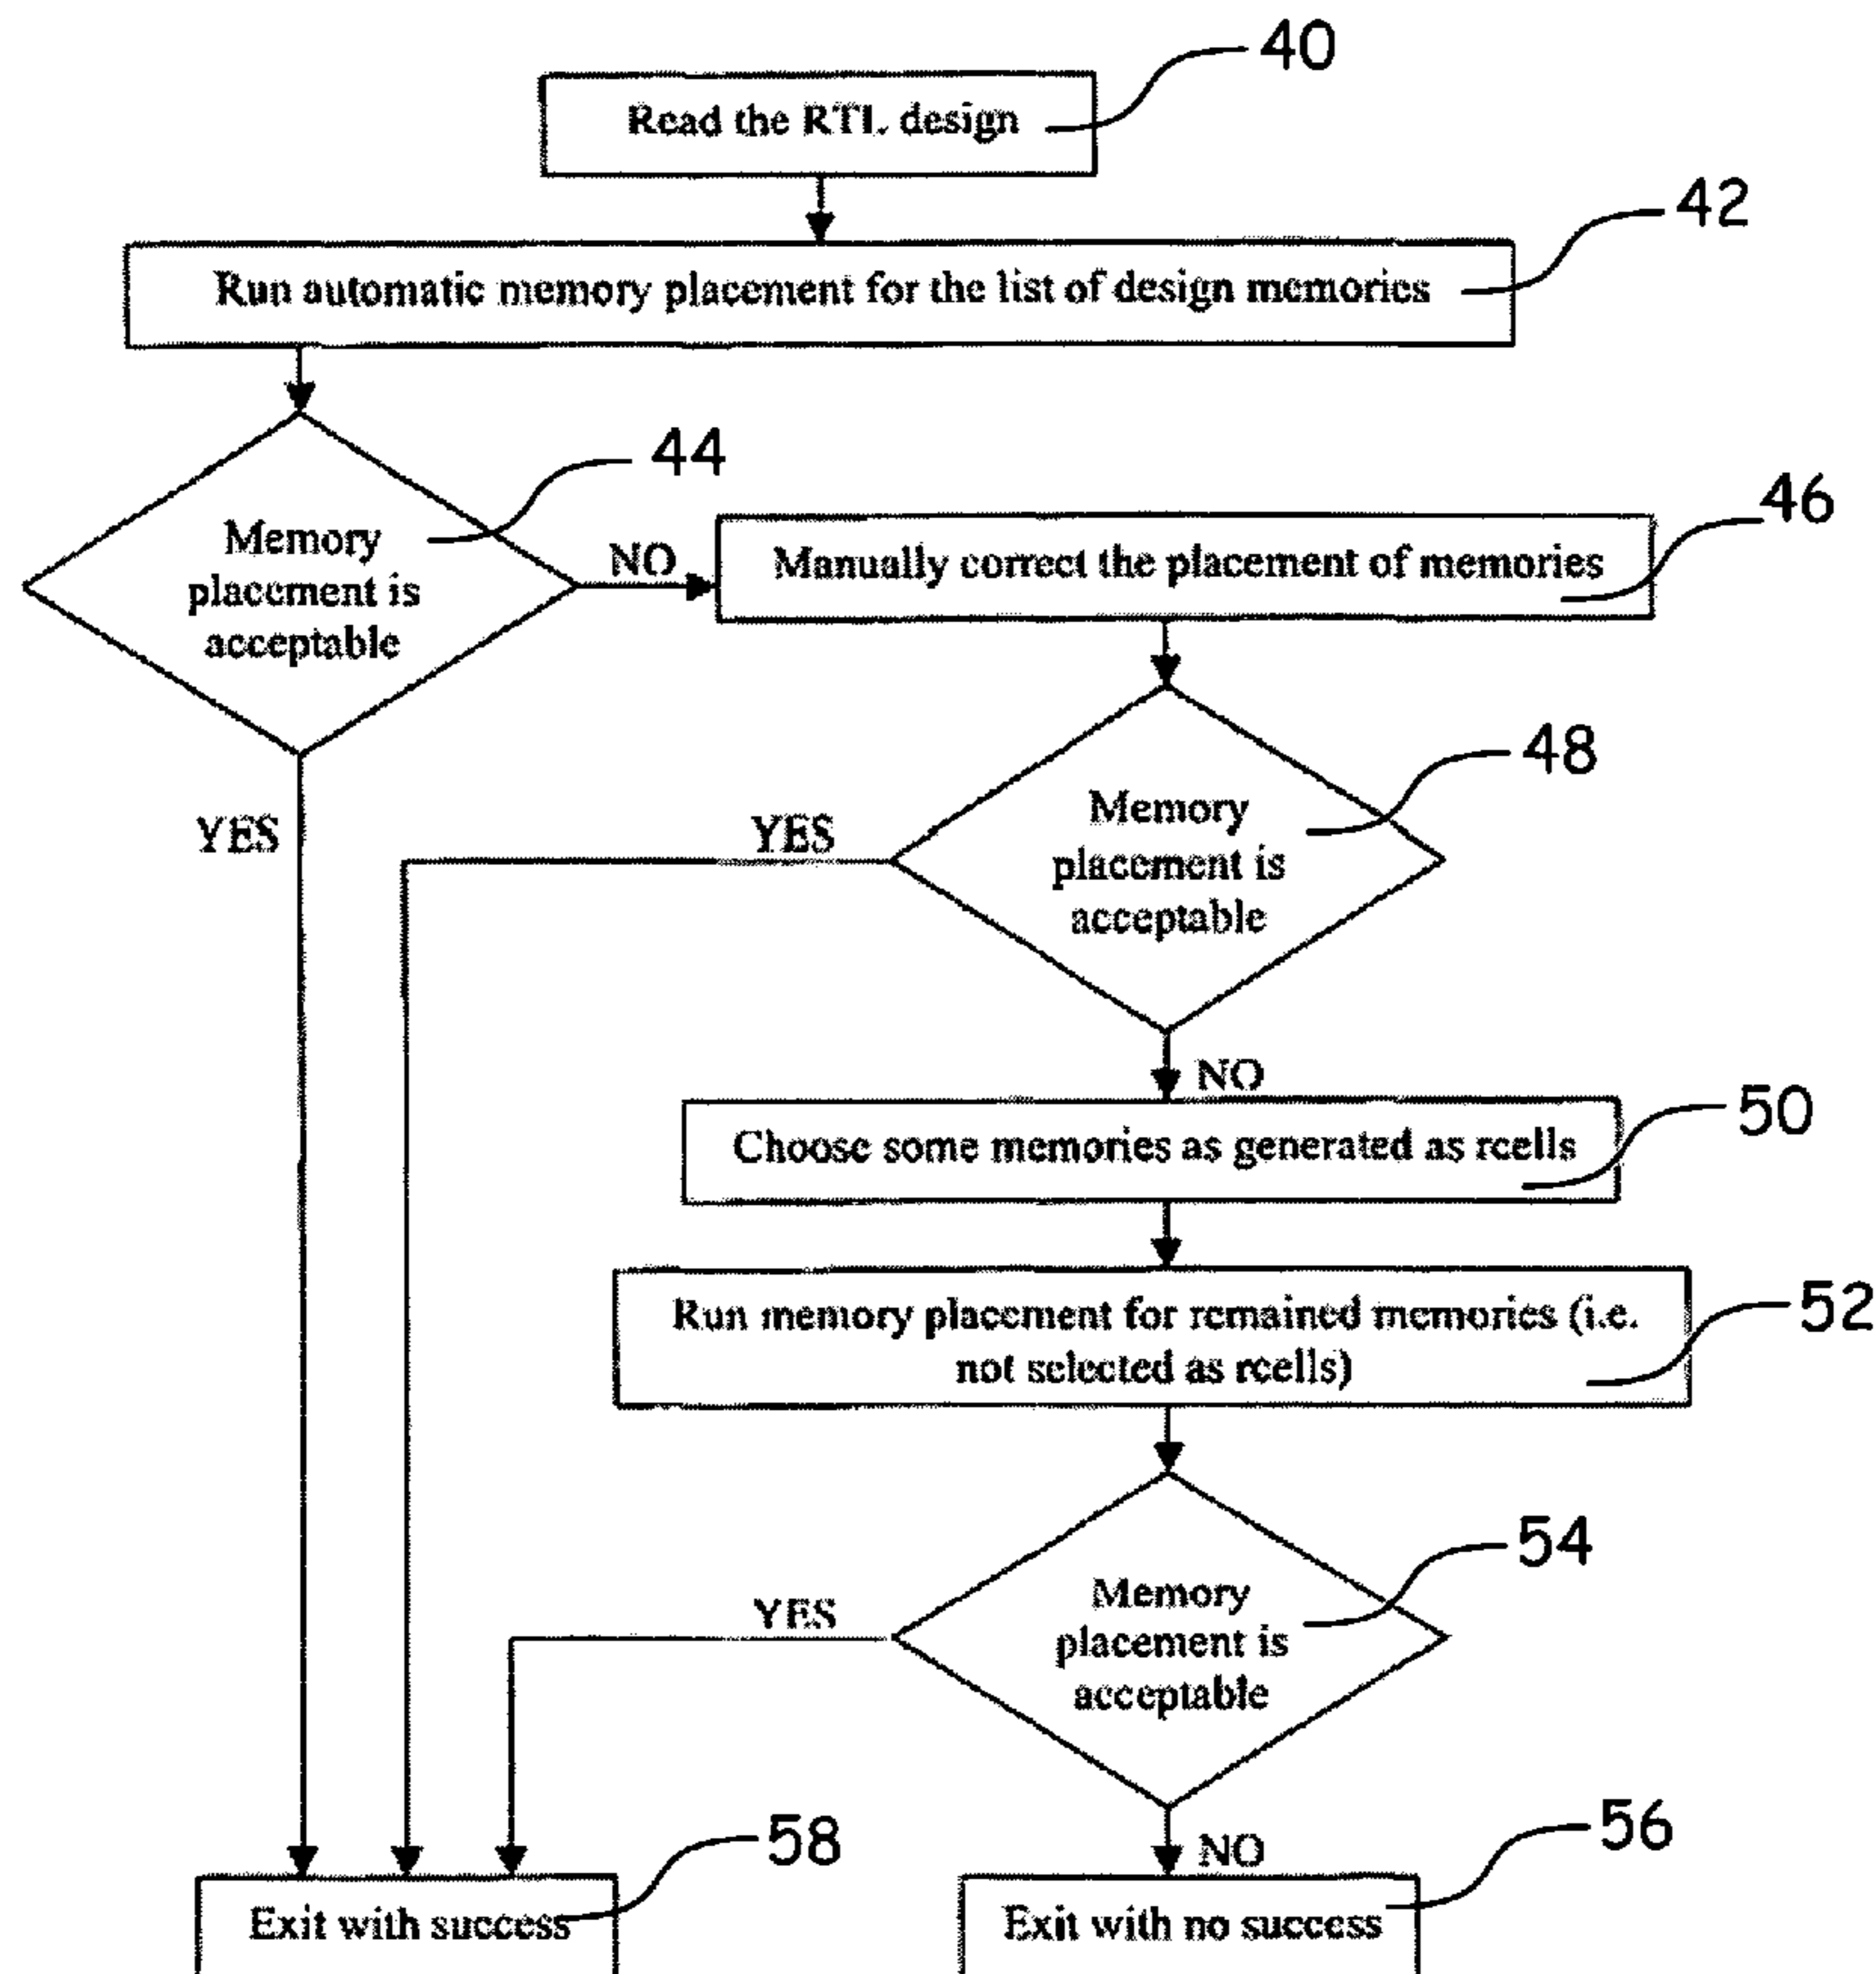 40
Read the RTL design
42
Run automatic memory placement for the list of design memories
44
Memory
placement is
acceptable
NO
46
Manually correct the placement of memories
48
YES
YES
Memory
placement is
acceptable
NO
50
Choose some memories as generated as rcells
52
Run memory placement for remained memories (i.e.
not selected as rcells)
54
YES
Memory
placement is
acceptable
58
NO
56
Exit with success
Exit with no success